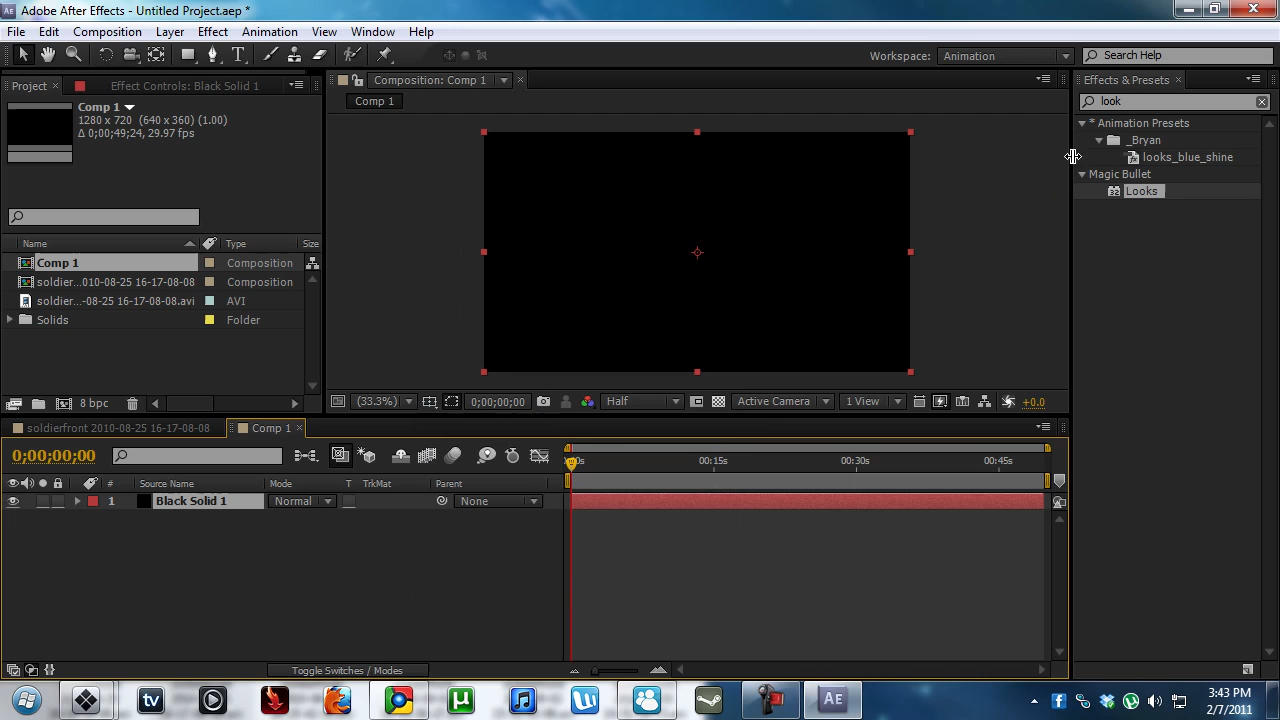 Adobe After Effects - Untitled Project.aep *
File Edit Composition Layer Effect Animation View Window Help
Workspace: Animation
Search Help
Project
Effect Controls: Black Solid 1
Composition: Comp 1
Effects & Presets
Comp 1
1280 x 720 (640 x 360) (1.00)
Δ 0;00;49;24, 29.97 fps
Comp 1
look
* Animation Presets
_Bryan
looks_blue_shine
Magic Bullet
Looks
Name Type Size
Comp 1 Composition
soldier...010-08-25 16-17-08-08 Composition
soldier...-08-25 16-17-08-08.avi AVI
Solids Folder
8 bpc
(33.3%) 0;00;00;00 Half Active Camera 1 View +0.0
soldierfront 2010-08-25 16-17-08-08
Comp 1
0;00;00;00
0s 00:15s 00:30s 00:45s
# Source Name Mode T TrkMat Parent
1 Black Solid 1 Normal None
Toggle Switches / Modes
tv
AE
3:43 PM
2/7/2011